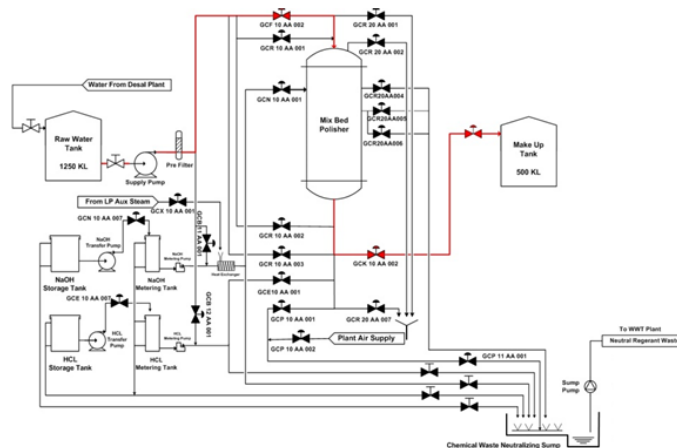 GCF 10 AA 002
GCR 20 AA 001
GCR 10 AA 001
GCR 20 AA 002
Water From Desal Plant
GCN 10 AA 001
GCR20AA004
Mix Bed
Polisher
GCR20AA005
Raw Water
Tank
1250 KL
GCR20AA006
Make Up
Tank
500 KL
Pre Filter
Supply Pump
From LP Aux Steam
GCX 10 AA 001
GCN 10 AA 007
GCR 10 AA 002
NaOH
Transfer Pump
NaOH
Metering Pump
Heat Exchanger
GCR 10 AA 003
GCK 10 AA 002
NaOH
Storage Tank
NaOH
Metering Tank
GCE10 AA 001
GCE 10 AA 007
GCB 12 AA 001
GCP 10 AA 001
GCR 20 AA 007
To WWT Plant
Neutral Regerant Waste
HCL
Transfer Pump
HCL
Metering Pump
Plant Air Supply
GCP 10 AA 002
GCP 11 AA 001
HCL
Storage Tank
HCL
Metering Tank
Sump
Pump
Chemical Waste Neutralizing Sump